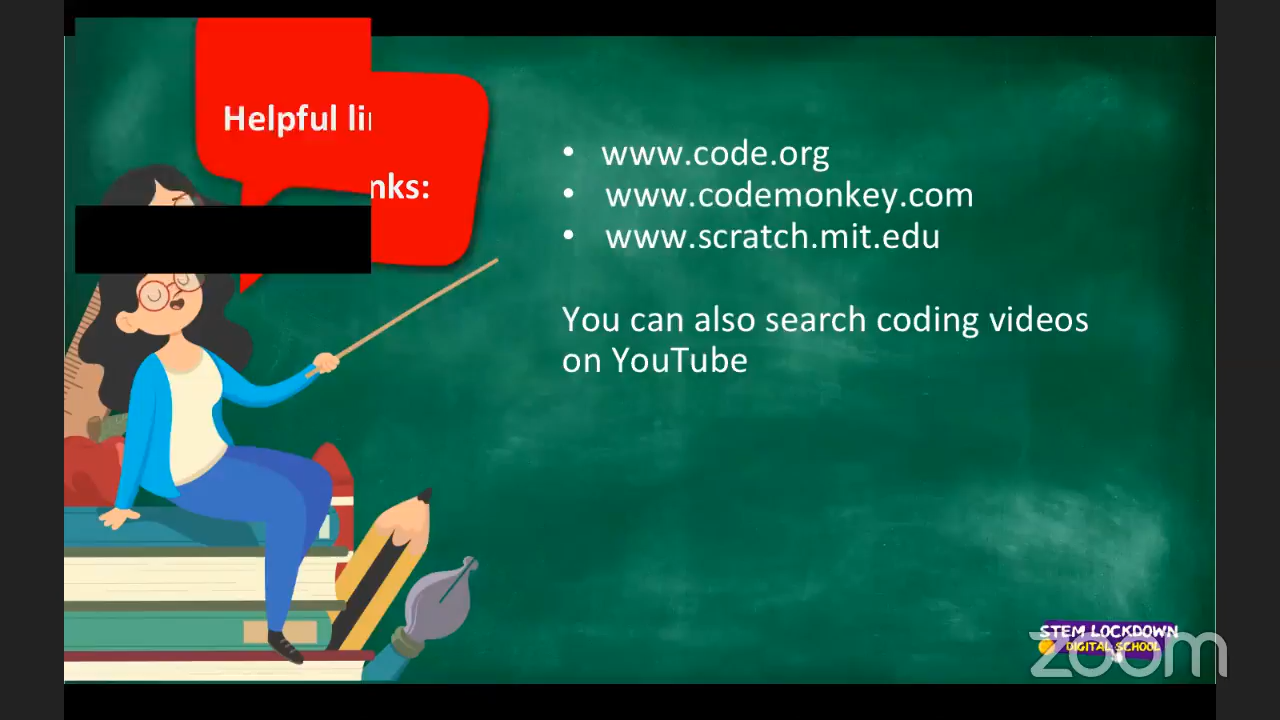 Helpful li
nks:
• www.code.org
• www.codemonkey.com
• www.scratch.mit.edu
You can also search coding videos
on YouTube
STEM LOCKDOWN
DIGITAL SCHOOL
zoom